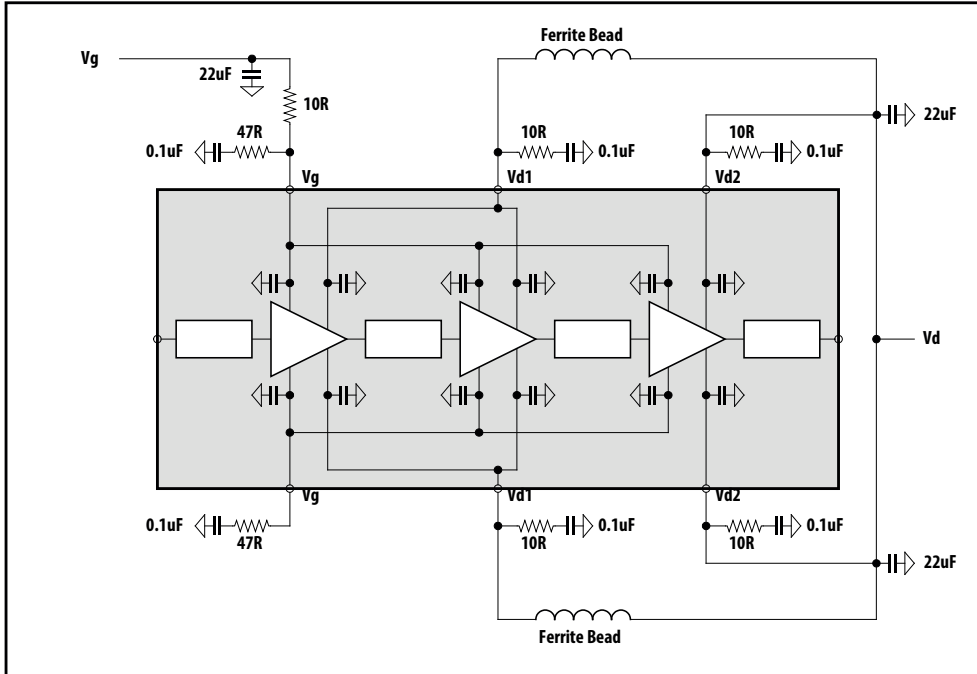 Ferrite Bead
Vg
22uF
10R
22uF
47R
10R
10R
0.1uF
0.1uF
0.1uF
Vg
Vd1
Vd2
Vd
Vg
Vd1
Vd2
0.1uF
0.1uF
0.1uF
47R
10R
10R
22uF
Ferrite Bead